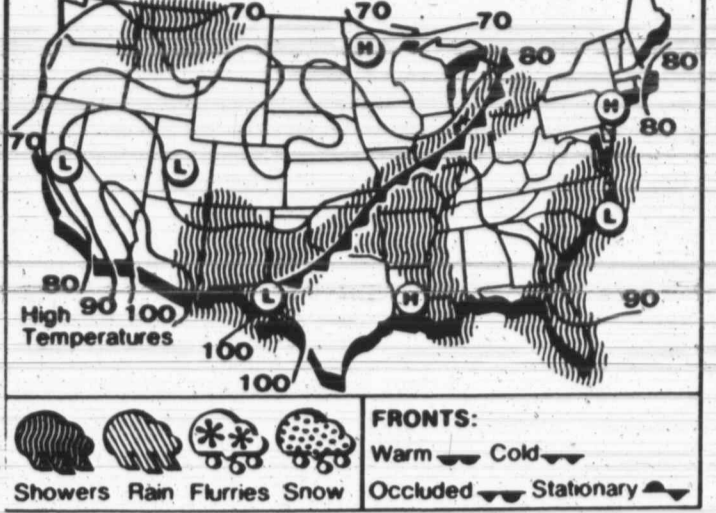 70
70
70
H
80
80
H
80
70
L
L
L
80
90
100
L
H
90
High
Temperatures
100
100
FRONTS:
Warm Cold
Showers Rain Flurries Snow
Occluded Stationary